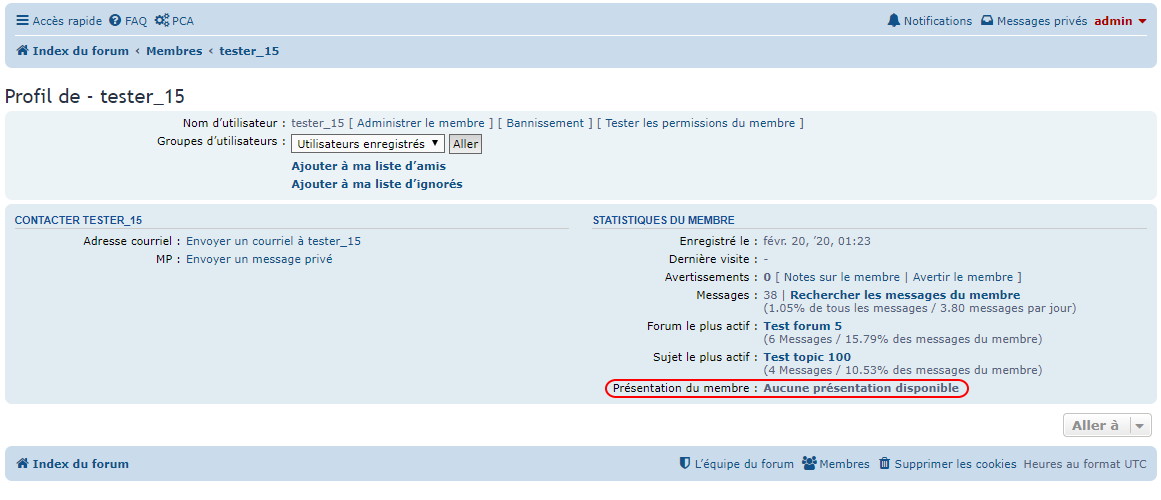 Accès rapide FAQ PCA Notifications Messages privés admin
Index du forum ‹ Membres ‹ tester_15
Profil de - tester_15
Nom d’utilisateur : tester_15 [ Administrer le membre ] [ Bannissement ] [ Tester les permissions du membre ]
Groupes d’utilisateurs : Utilisateurs enregistrés Aller
Ajouter à ma liste d’amis
Ajouter à ma liste d’ignorés
CONTACTER TESTER_15
Adresse courriel : Envoyer un courriel à tester_15
MP : Envoyer un message privé
STATISTIQUES DU MEMBRE
Enregistré le : févr. 20, ’20, 01:23
Dernière visite : -
Avertissements : 0 [ Notes sur le membre | Avertir le membre ]
Messages : 38 | Rechercher les messages du membre
(1.05% de tous les messages / 3.80 messages par jour)
Forum le plus actif : Test forum 5
(6 Messages / 15.79% des messages du membre)
Sujet le plus actif : Test topic 100
(4 Messages / 10.53% des messages du membre)
Présentation du membre : Aucune présentation disponible
Aller à
Index du forum L’équipe du forum Membres Supprimer les cookies Heures au format UTC